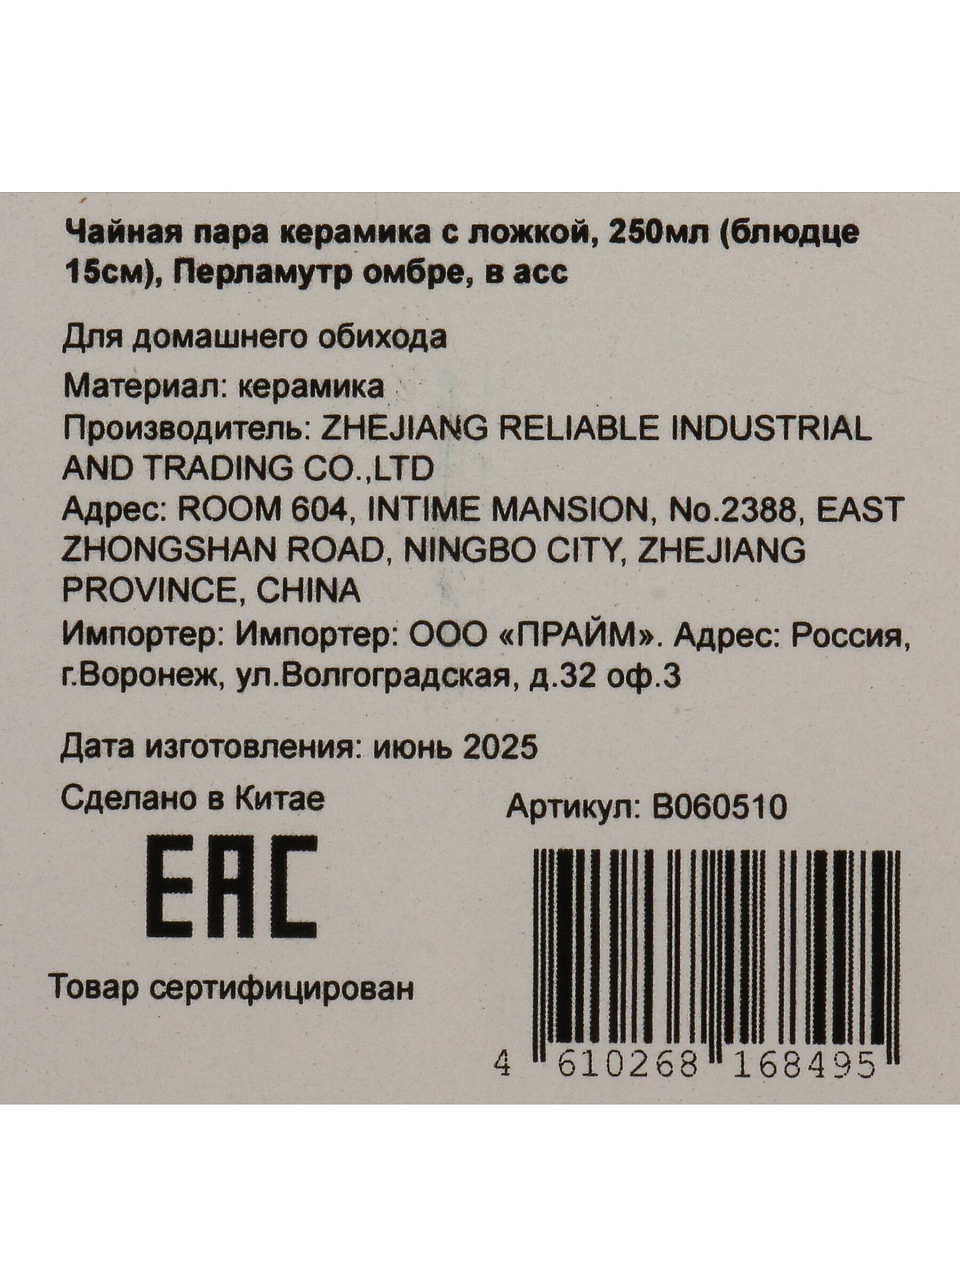 Чайная пара керамика с ложкой, 250мл (блюдце
15см), Перламутр омбре, в асс
Для домашнего обихода
Материал: керамика
Производитель: ZHEJIANG RELIABLE INDUSTRIAL
AND TRADING CO.,LTD
Адрес: ROOM 604, INTIME MANSION, No.2388, EAST
ZHONGSHAN ROAD, NINGBO CITY, ZHEJIANG
PROVINCE, CHINA
Импортер: Импортер: ООО «ПРАЙМ». Адрес: Россия,
г.Воронеж, ул.Волгоградская, д.32 оф.3
Дата изготовления: июнь 2025
Сделано в Китае
Артикул: B060510
EAC
Товар сертифицирован
4 610268 168495